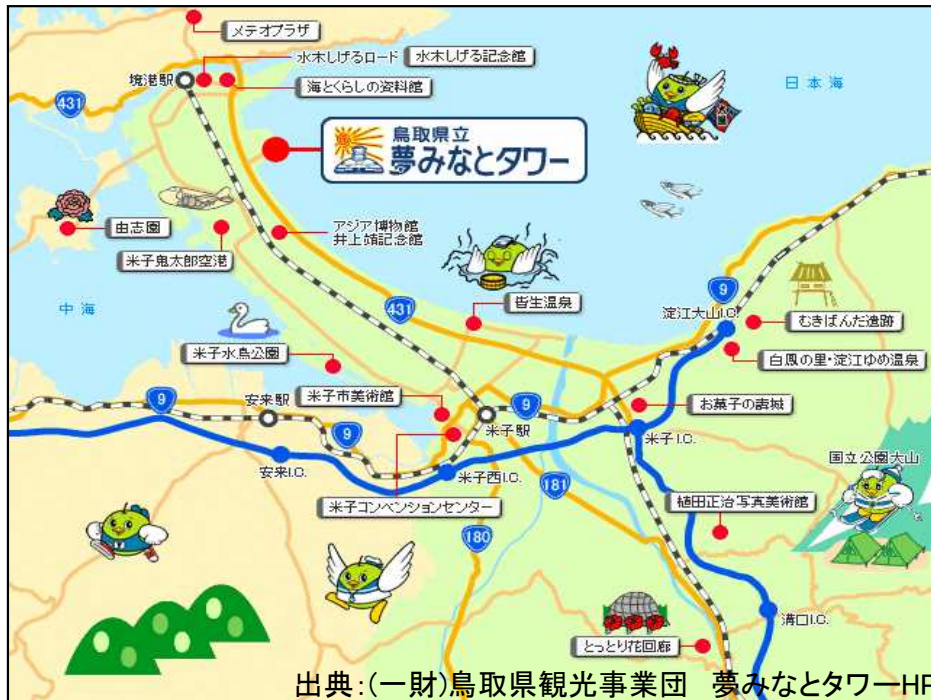 メテオプラザ
水木しげるロード 水木しげる記念館
境港駅
海とくらしの資料館
日本海
431
鳥取県立
夢みなとタワー
由志園
アジア博物館
井上靖記念館
米子鬼太郎空港
中海
皆生温泉
431
9
淀江大山I.C.
むきばんだ遺跡
白鳳の里・淀江ゆめ温泉
米子水鳥公園
米子市美術館
安来駅
9
9
9
米子駅
お菓子の壽城
米子I.C.
安来I.C.
米子西I.C.
国立公園大山
181
植田正治写真美術館
米子コンベンションセンター
180
とっとり花回廊
溝口I.C.
出典：(一財)鳥取県観光事業団 夢みなとタワーHP